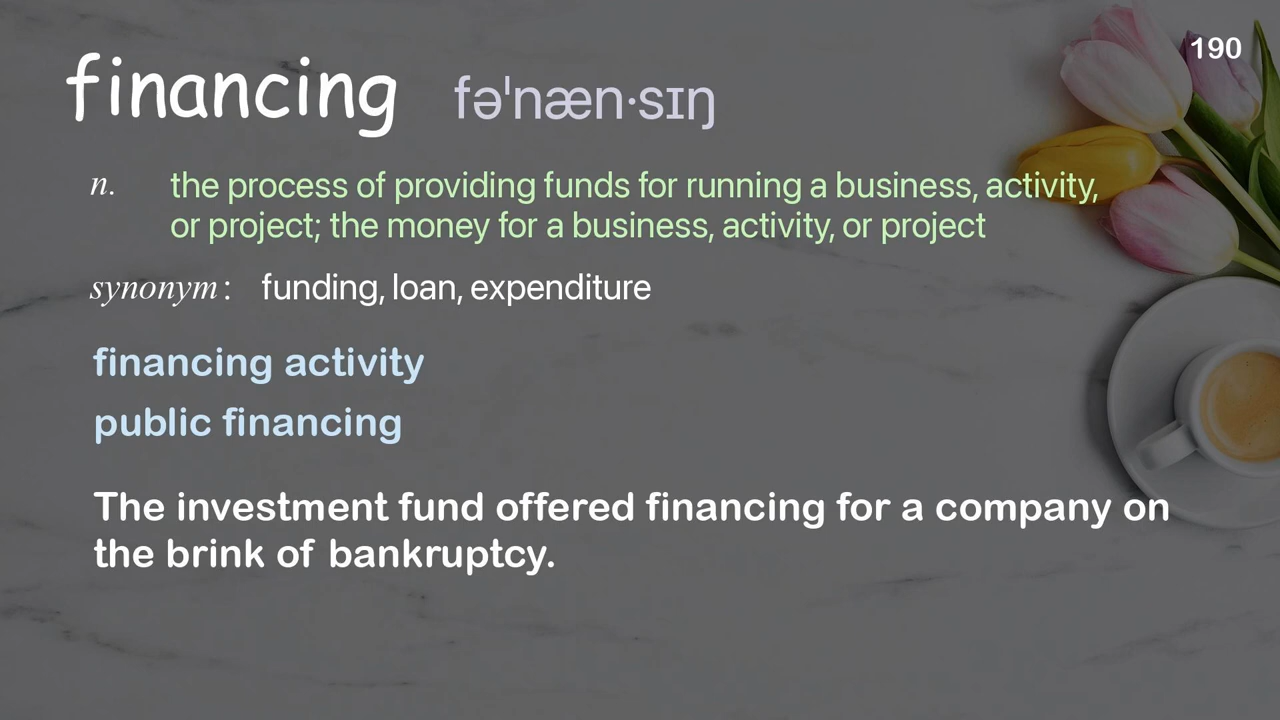 190
financing fəˈnæn·sɪŋ
n. the process of providing funds for running a business, activity,
or project; the money for a business, activity, or project
synonym : funding, loan, expenditure
financing activity
public financing
The investment fund offered financing for a company on
the brink of bankruptcy.